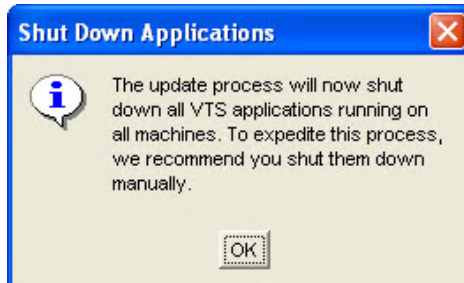 Shut Down Applications
The update process will now shut
down all VTS applications running on
all machines. To expedite this process,
we recommend you shut them down
manually.
OK